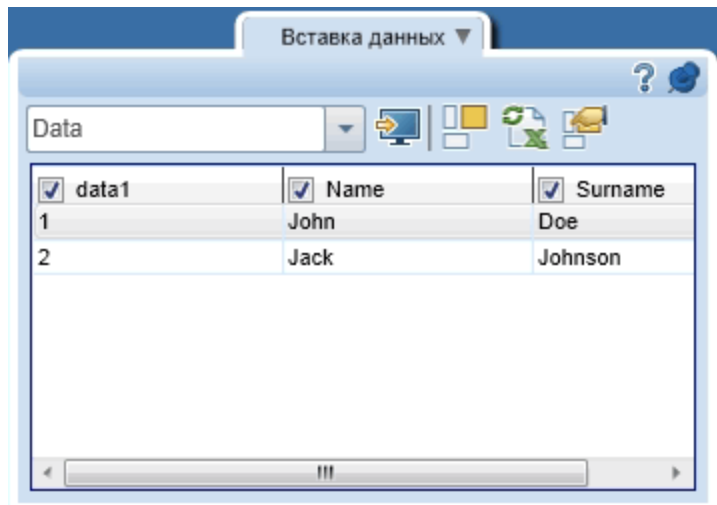 Вставка данных
Data
data1 Name Surname
1 John Doe
2 Jack Johnson